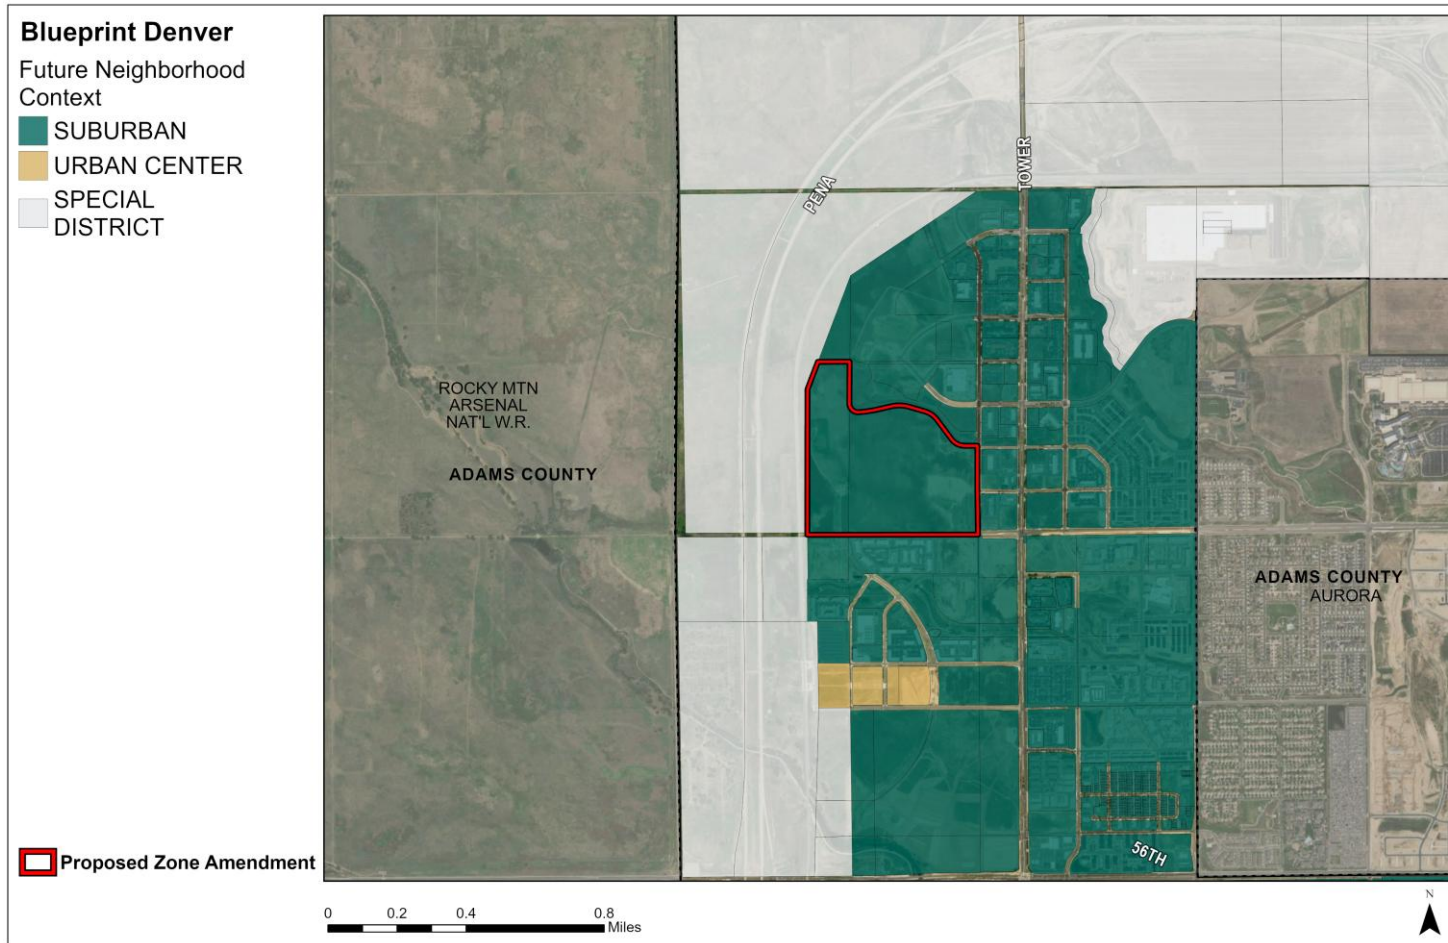 Blueprint Denver
Future Neighborhood
Context
SUBURBAN
URBAN CENTER
SPECIAL
DISTRICT
Proposed Zone Amendment
PENA
TOWER
ROCKY MTN
ARSENAL
NAT'L W.R.
ADAMS COUNTY
ADAMS COUNTY
AURORA
56TH
0 0.2 0.4 0.8
Miles
N